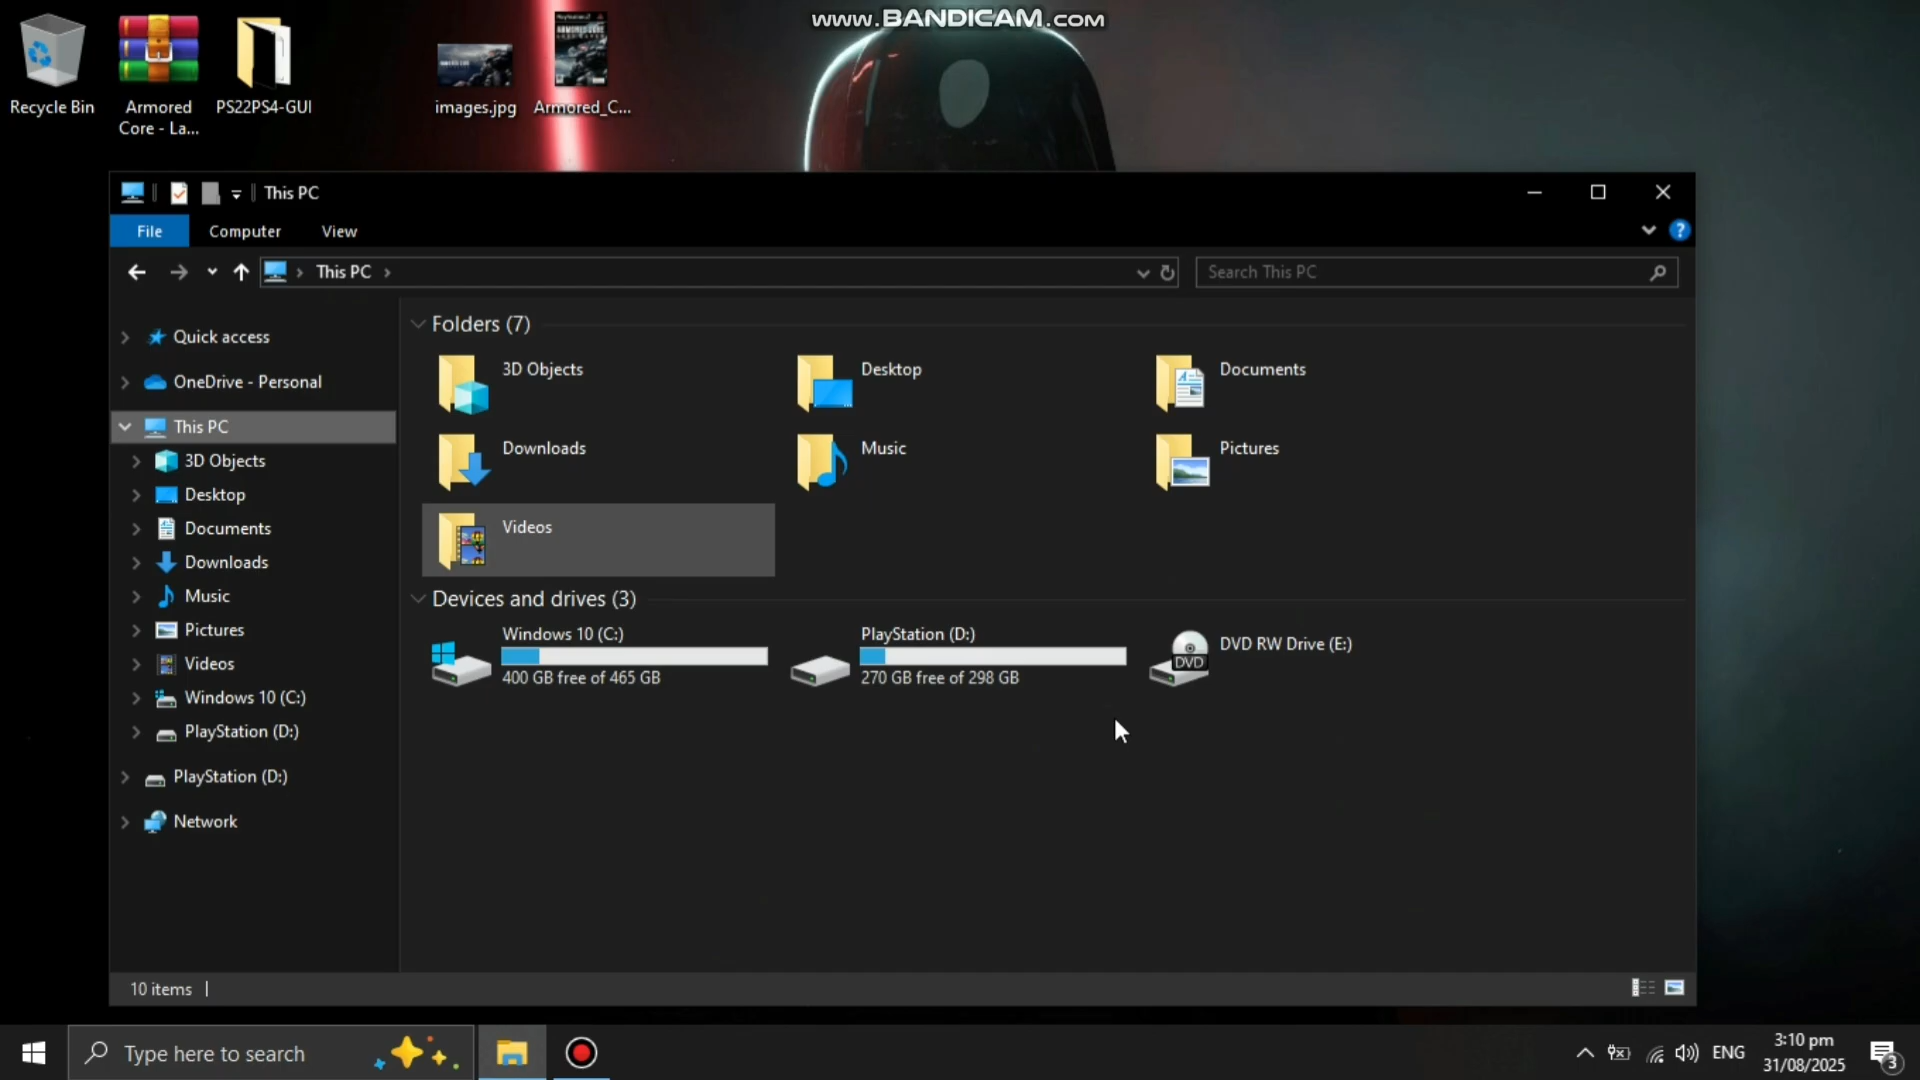 www.BANDICAM.com
Recycle Bin
Armored
Core - La...
PS22PS4-GUI
images.jpg
Armored_C...
This PC
File
Computer
View
This PC
Search This PC
Quick access
OneDrive - Personal
This PC
3D Objects
Desktop
Documents
Downloads
Music
Pictures
Videos
Windows 10 (C:)
PlayStation (D:)
PlayStation (D:)
Network
Folders (7)
3D Objects
Desktop
Documents
Downloads
Music
Pictures
Videos
Devices and drives (3)
Windows 10 (C:)
400 GB free of 465 GB
PlayStation (D:)
270 GB free of 298 GB
DVD
DVD RW Drive (E:)
10 items
Type here to search
ENG
3:10 pm
31/08/2025
3